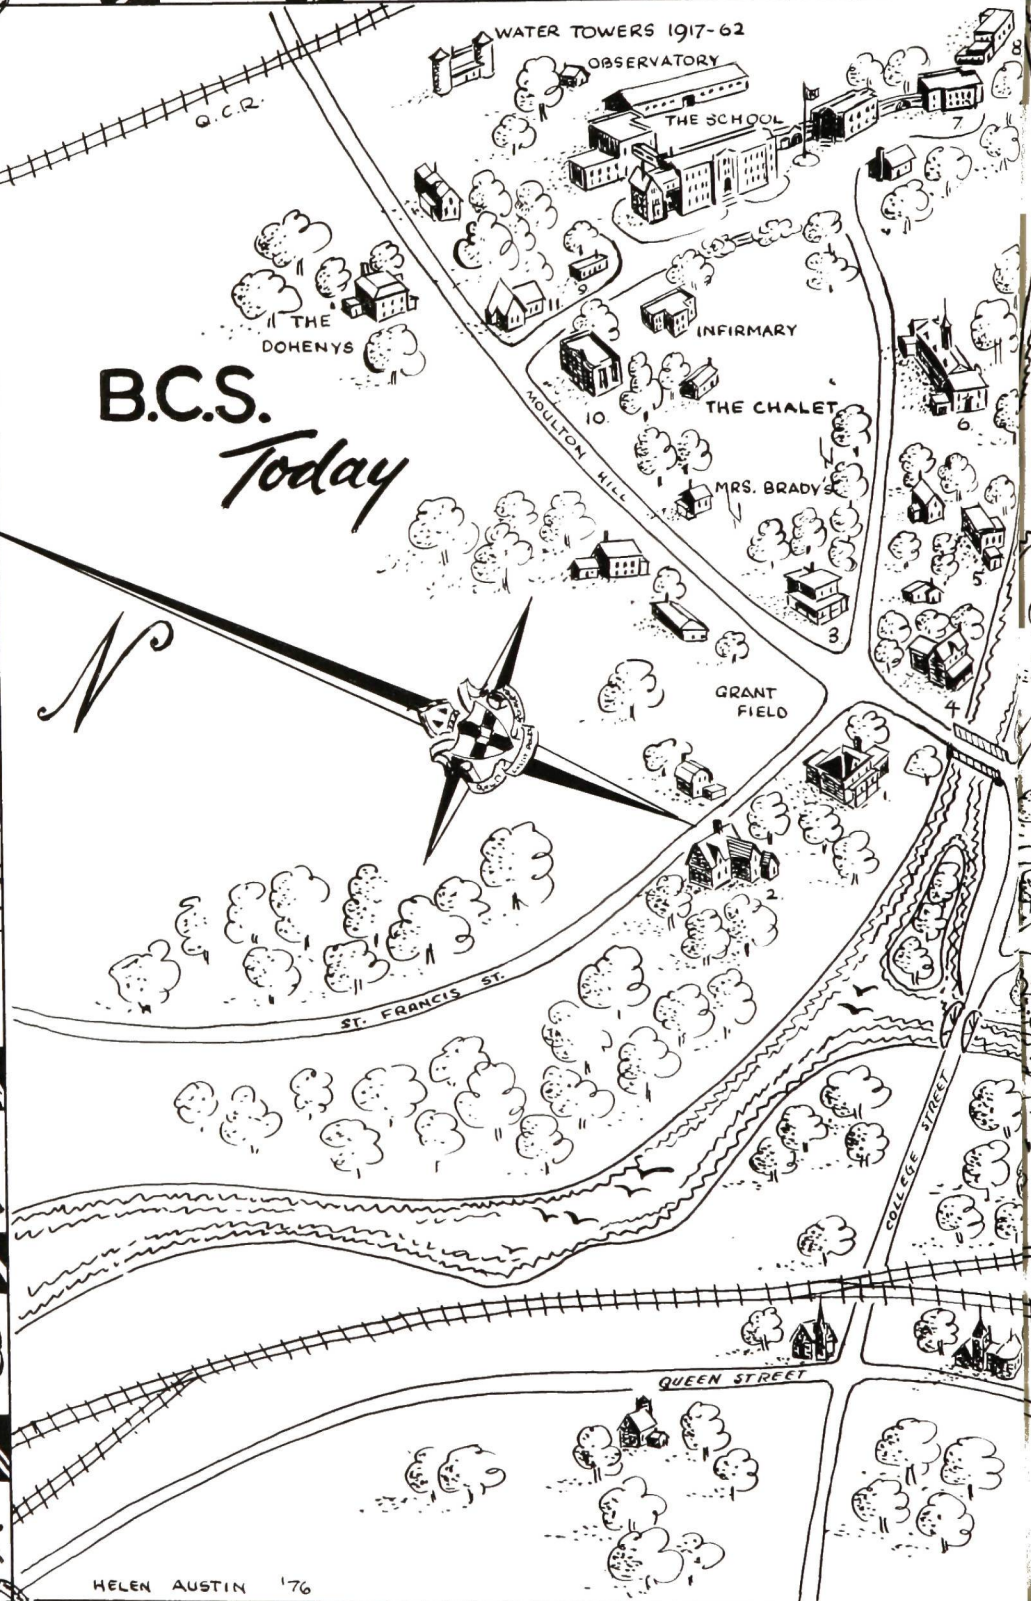 WATER TOWERS 1917-62
OBSERVATORY
Q.C.R.
THE SCHOOL
8
7
9
11
THE
DOHENYS
INFIRMARY
10
THE CHALET
6
B.C.S.
Today
MOULTON HILL
MRS. BRADY'S
5
3
N
GRANT
FIELD
4
2
ST. FRANCIS ST.
COLLEGE STREET
QUEEN STREET
HELEN AUSTIN '76